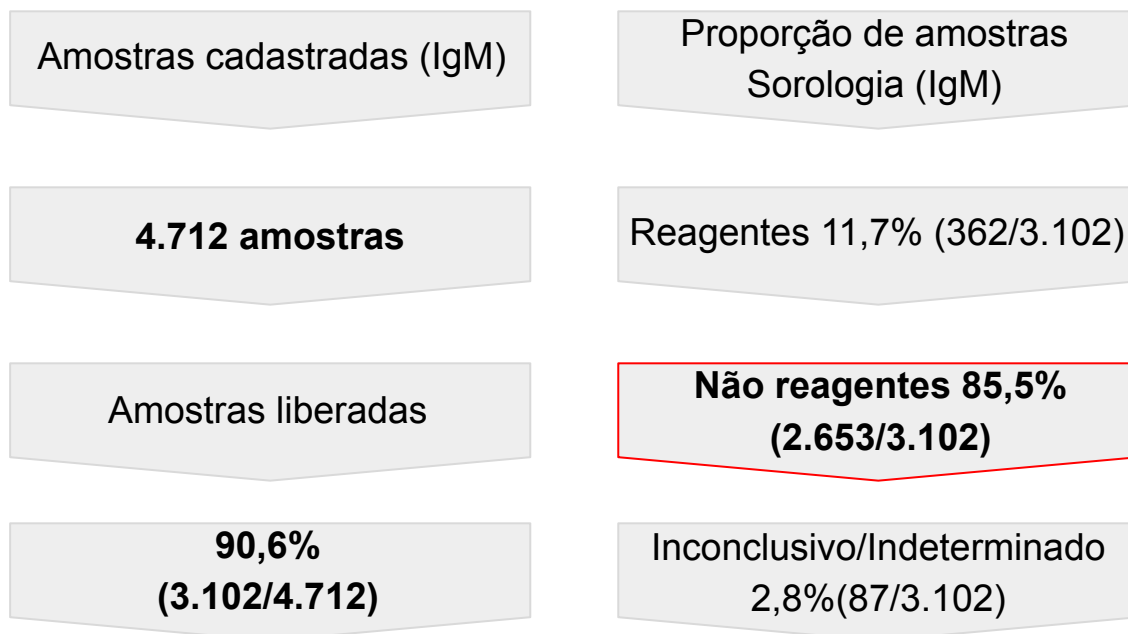 Amostras cadastradas (IgM)
4.712 amostras
Amostras liberadas
90,6%
(3.102/4.712)
Proporção de amostras
Sorologia (IgM)
Reagentes 11,7% (362/3.102)
Não reagentes 85,5%
(2.653/3.102)
Inconclusivo/Indeterminado
2,8%(87/3.102)